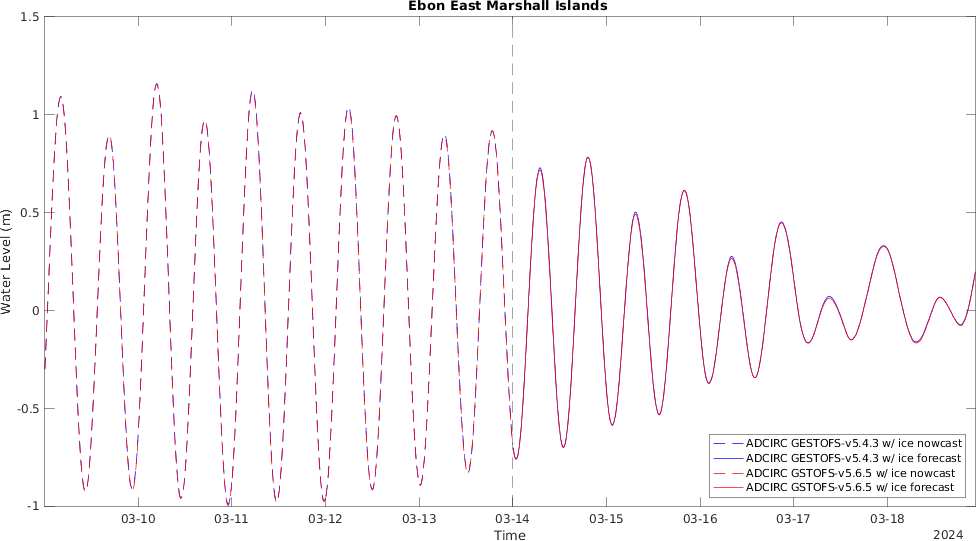 Ebon East Marshall Islands
Water Level (m)
1.5
1
0.5
0
-0.5
-1
03-10
03-11
03-12
03-13
03-14
03-15
03-16
03-17
03-18
Time
2024
ADCIRC GESTOFS-v5.4.3 w/ ice nowcast
ADCIRC GESTOFS-v5.4.3 w/ ice forecast
ADCIRC GSTOFS-v5.6.5 w/ ice nowcast
ADCIRC GSTOFS-v5.6.5 w/ ice forecast